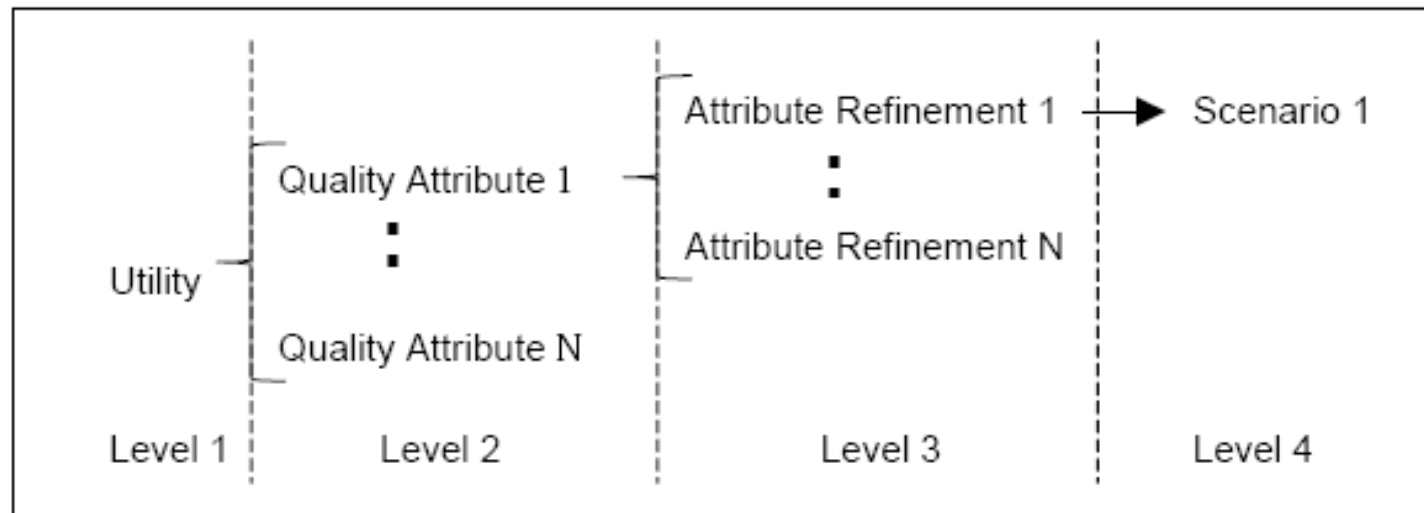 Attribute Refinement 1
Scenario 1
Quality Attribute 1
Attribute Refinement N
Utility
Quality Attribute N
Level 1
Level 2
Level 3
Level 4